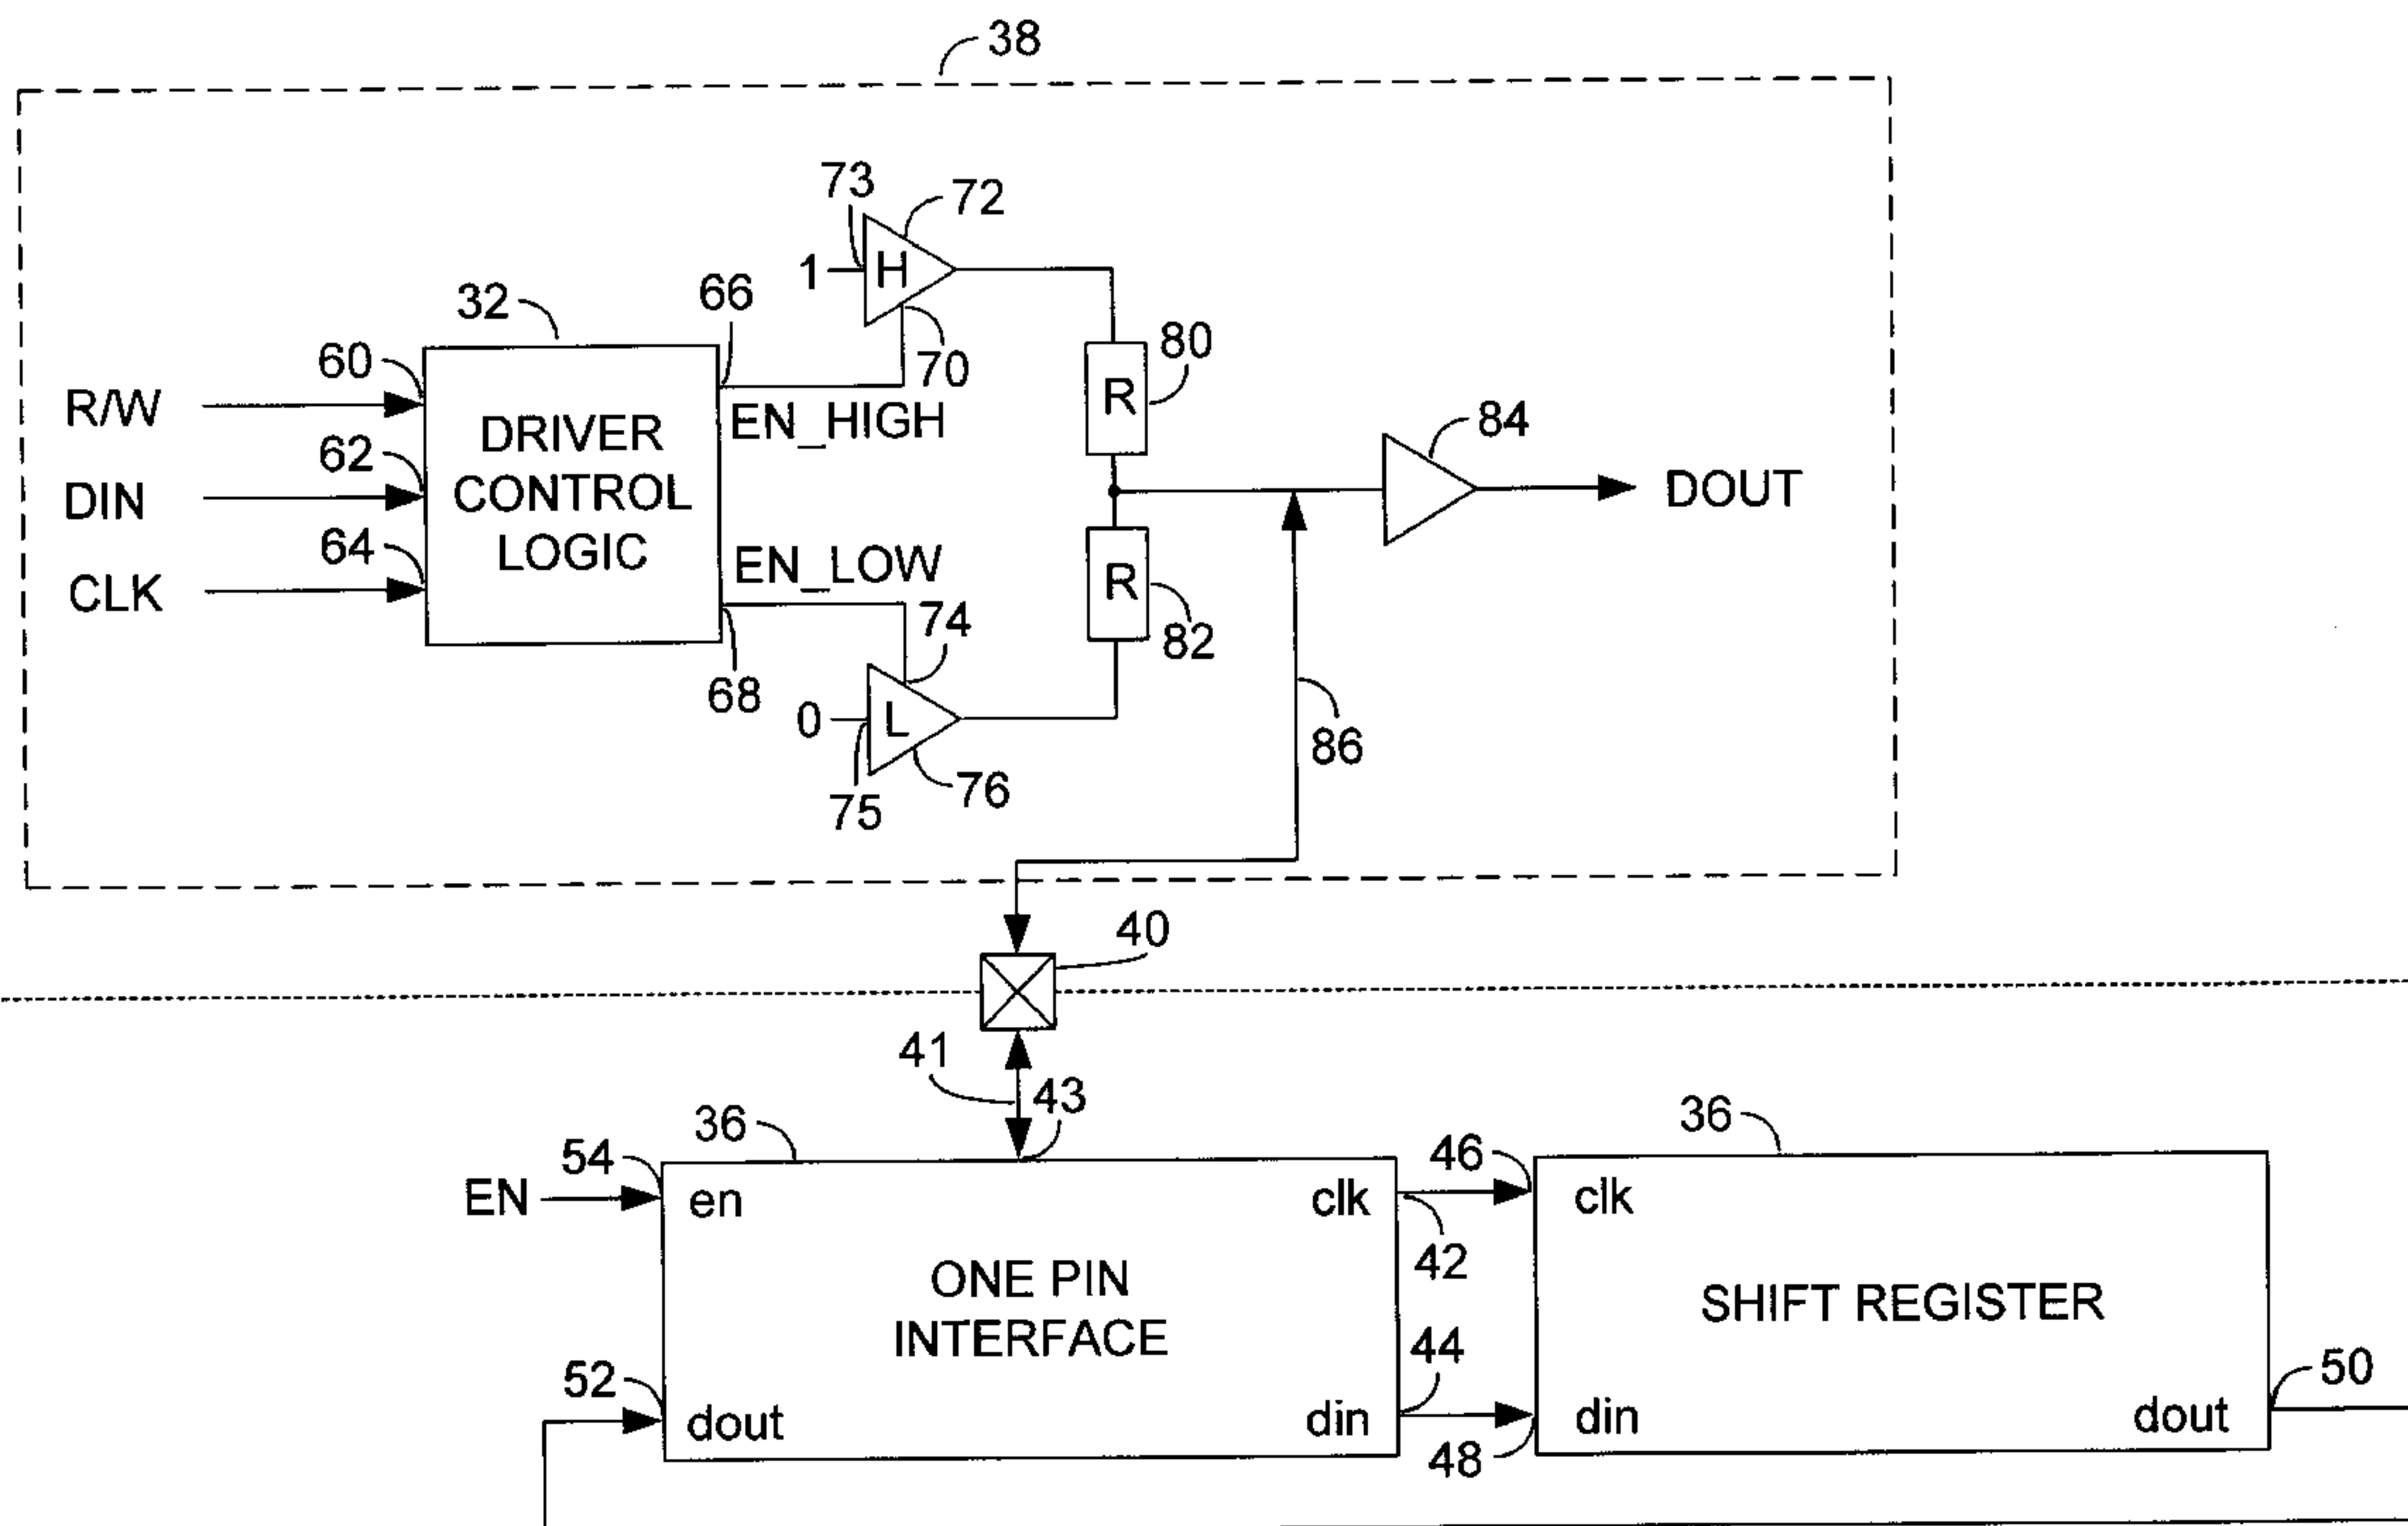 38
73
72
1
H
32
66
60
70
80
R/W
R
EN_HIGH
DRIVER
CONTROL
LOGIC
62
84
DIN
DOUT
64
EN_LOW
CLK
74
R
68
82
0
L
86
75
76
40
41
43
36
36
54
46
EN
en
clk
clk
42
ONE PIN
INTERFACE
SHIFT REGISTER
44
52
50
dout
din
din
dout
48